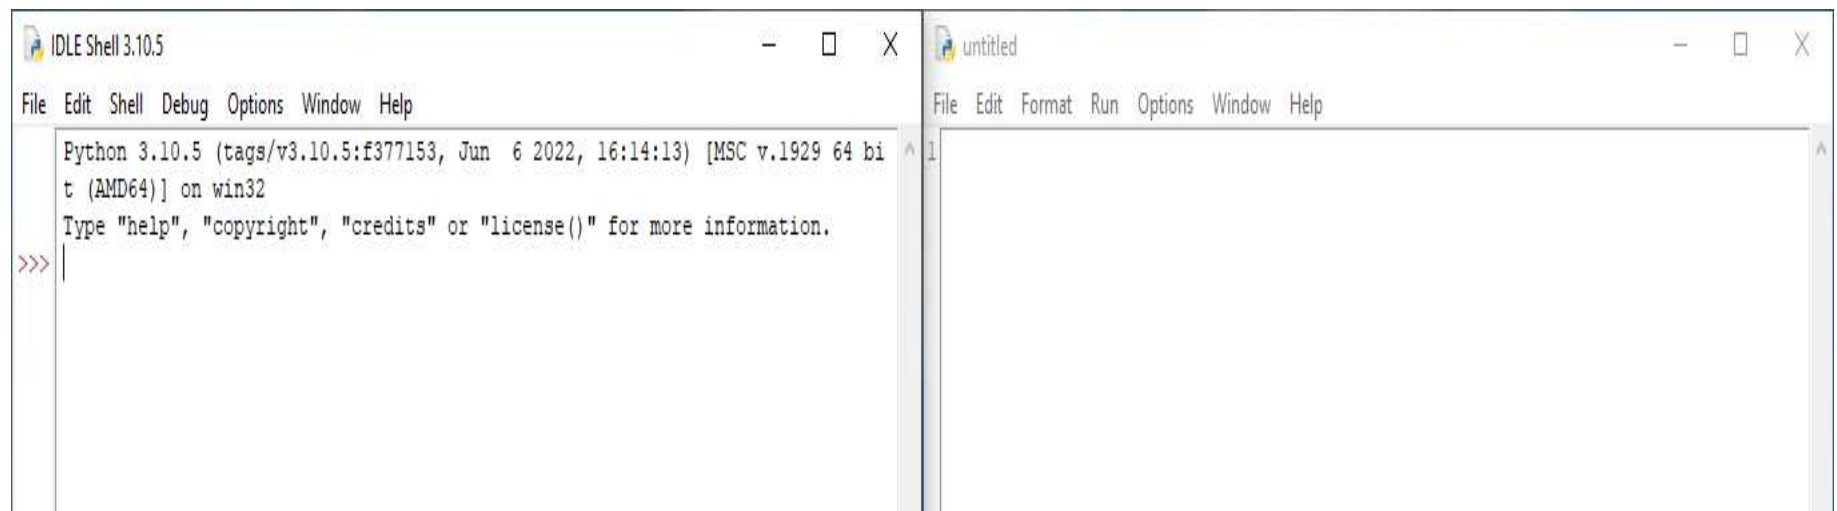 IDLE Shell 3.10.5
File Edit Shell Debug Options Window Help
Python 3.10.5 (tags/v3.10.5:f377153, Jun  6 2022, 16:14:13) [MSC v.1929 64 bi
t (AMD64)] on win32
Type "help", "copyright", "credits" or "license()" for more information.
>>>
untitled
File Edit Format Run Options Window Help
1